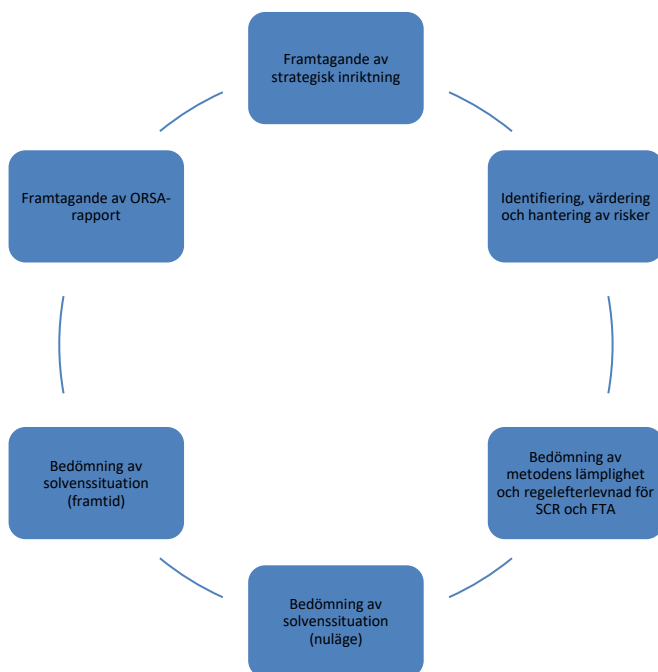 Framtagande av
strategisk inriktning
Identifiering, värdering
och hantering av risker
Bedömning av
metodens lämplighet
och regelefterlevnad för
SCR och FTA
Bedömning av
solvenssituation
(nuläge)
Bedömning av
solvenssituation
(framtid)
Framtagande av ORSA-
rapport